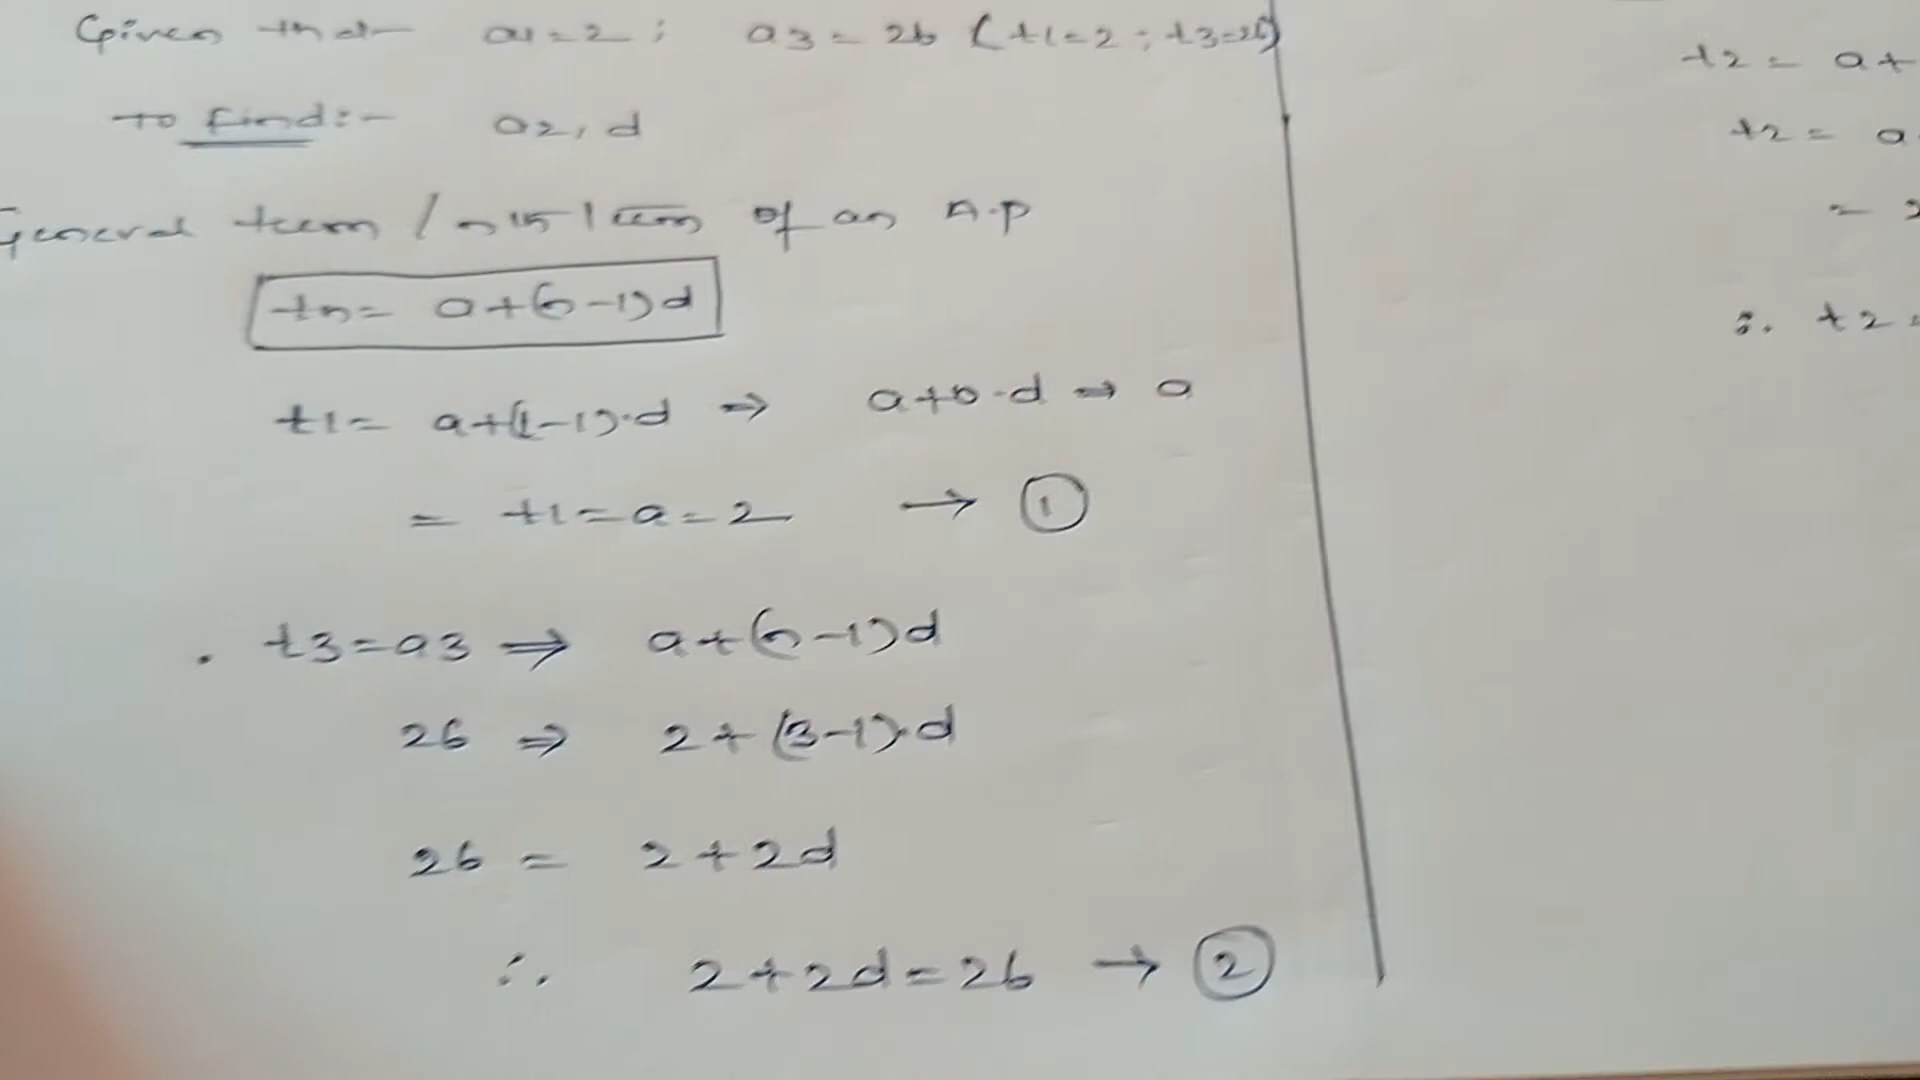 Given that a1=2; a3=26 (t1=2; t3=26)
to find:- a2, d
General term / nth term of an A.P
tn= a+(n-1)d
t1= a+(1-1)·d ⇒ a+0·d ⇒ a
= t1=a=2 → ①
. t3=a3 ⇒ a+(n-1)d
26 ⇒ 2+(3-1)·d
26 = 2+2d
∴ 2+2d=26 → ②
t2= a+
t2= a
= 2
∴ t2=